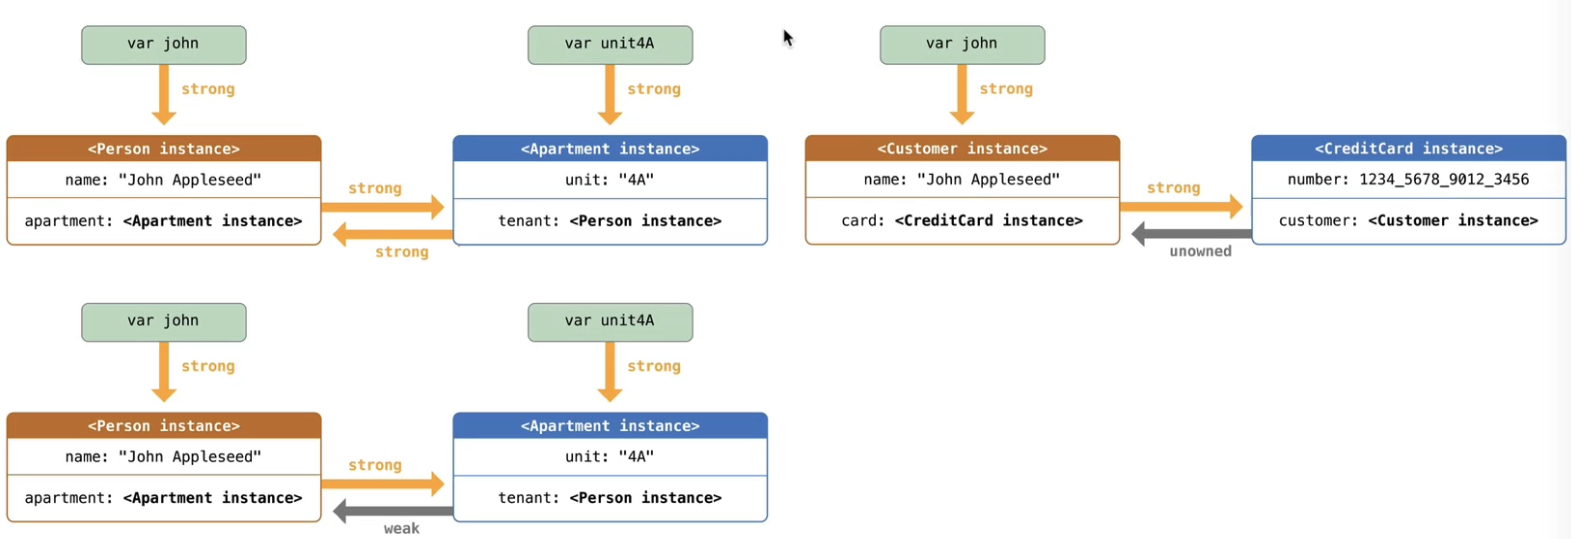 var john
strong
<Person instance>
name: "John Appleseed"
apartment: <Apartment instance>
strong
strong
var unit4A
strong
<Apartment instance>
unit: "4A"
tenant: <Person instance>
var john
strong
<Customer instance>
name: "John Appleseed"
card: <CreditCard instance>
strong
unowned
<CreditCard instance>
number: 1234_5678_9012_3456
customer: <Customer instance>
var john
strong
<Person instance>
name: "John Appleseed"
apartment: <Apartment instance>
strong
weak
var unit4A
strong
<Apartment instance>
unit: "4A"
tenant: <Person instance>